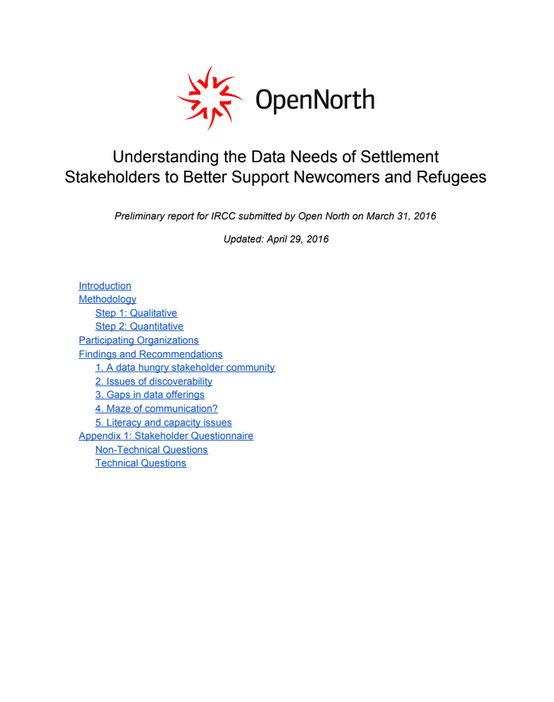 OpenNorth
Understanding the Data Needs of Settlement
Stakeholders to Better Support Newcomers and Refugees
Preliminary report for IRCC submitted by Open North on March 31, 2016
Updated: April 29, 2016
Introduction
Methodology
Step 1: Qualitative
Step 2: Quantitative
Participating Organizations
Findings and Recommendations
1. A data hungry stakeholder community
2. Issues of discoverability
3. Gaps in data offerings
4. Maze of communication?
5. Literacy and capacity issues
Appendix 1: Stakeholder Questionnaire
Non-Technical Questions
Technical Questions